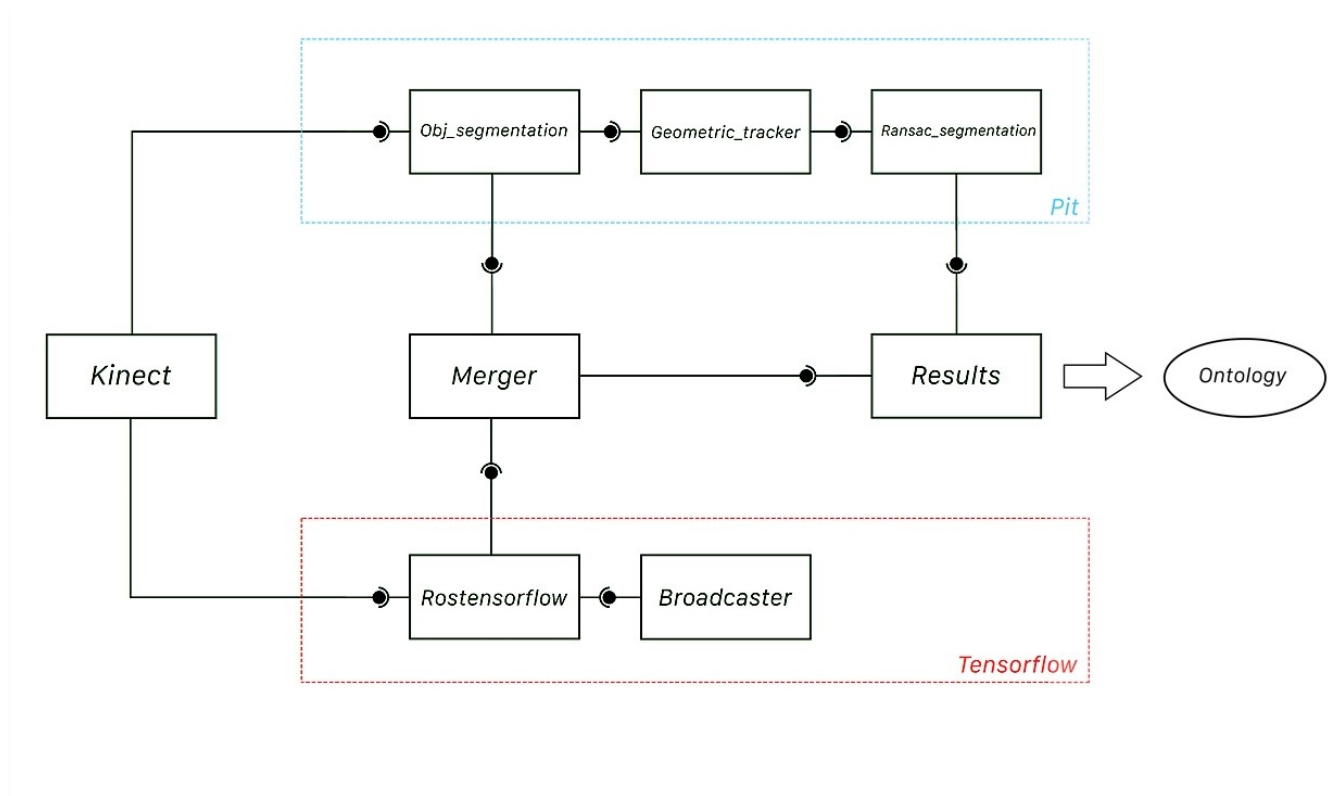 Obj_segmentation
Geometric_tracker
Ransac_segmentation
Pit
Kinect
Merger
Results
Ontology
Rostensorflow
Broadcaster
Tensorflow